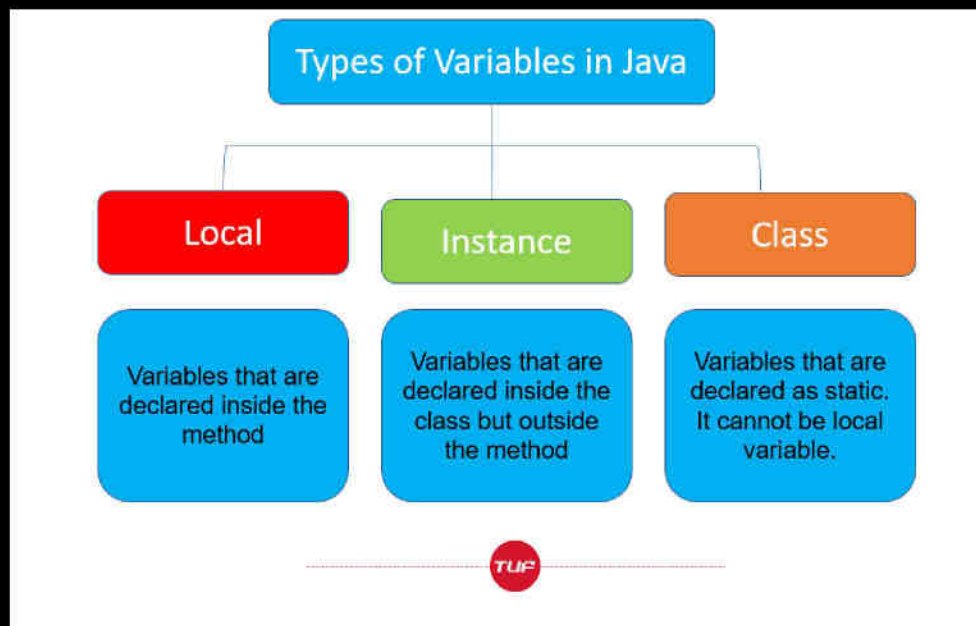 Types of Variables in Java
Local
Instance
Class
Variables that are
declared inside the
method
Variables that are
declared inside the
class but outside
the method
Variables that are
declared as static.
It cannot be local
variable.
TUF